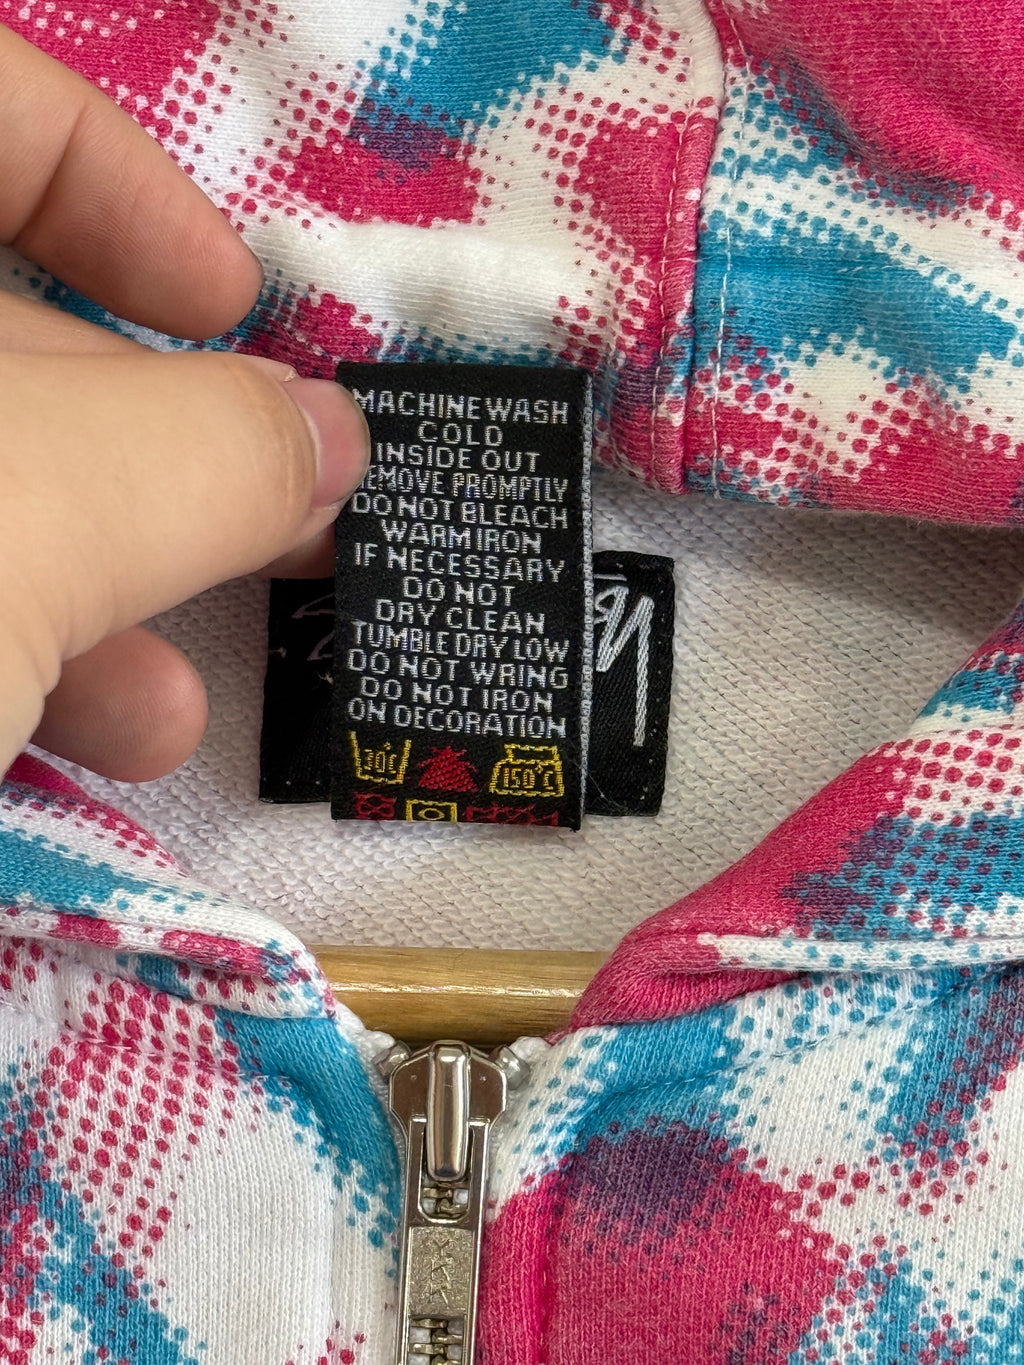 MACHINE WASH
COLD
INSIDE OUT
REMOVE PROMPTLY
DO NOT BLEACH
WARM IRON
IF NECESSARY
DO NOT
DRY CLEAN
TUMBLE DRY LOW
DO NOT WRING
DO NOT IRON
ON DECORATION
30°C
150°C
YKK